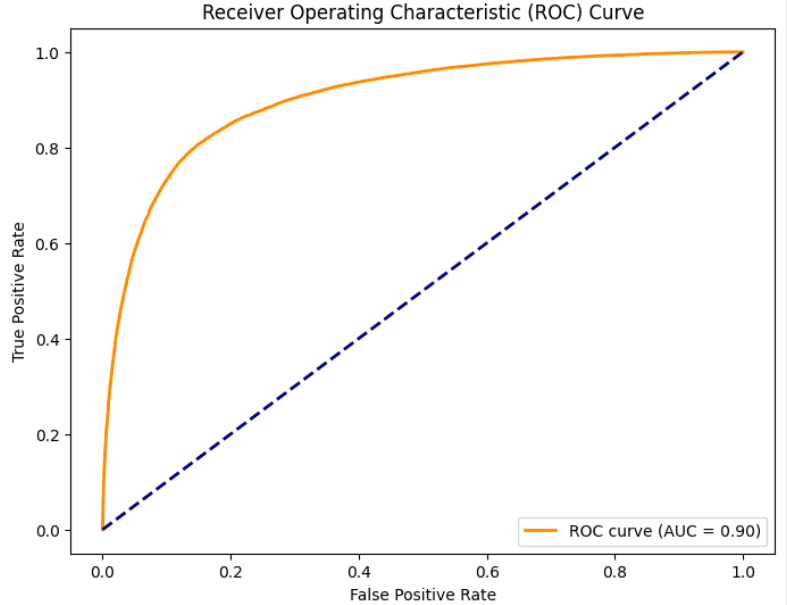 Receiver Operating Characteristic (ROC) Curve
1.0
0.8
0.6
0.4
0.2
0.0
True Positive Rate
ROC curve (AUC = 0.90)
0.0 0.2 0.4 0.6 0.8 1.0
False Positive Rate